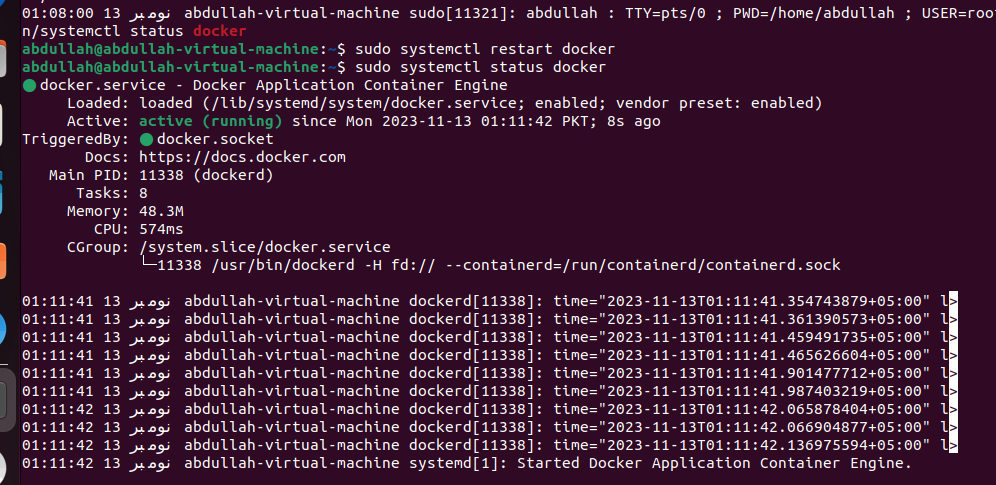 01:08:00 13 نومبر abdullah-virtual-machine sudo[11321]: abdullah : TTY=pts/0 ; PWD=/home/abdullah ; USER=root
n/systemctl status docker
abdullah@abdullah-virtual-machine:~$ sudo systemctl restart docker
abdullah@abdullah-virtual-machine:~$ sudo systemctl status docker
● docker.service - Docker Application Container Engine
Loaded: loaded (/lib/systemd/system/docker.service; enabled; vendor preset: enabled)
Active: active (running) since Mon 2023-11-13 01:11:42 PKT; 8s ago
TriggeredBy: ● docker.socket
Docs: https://docs.docker.com
Main PID: 11338 (dockerd)
Tasks: 8
Memory: 48.3M
CPU: 574ms
CGroup: /system.slice/docker.service
└─11338 /usr/bin/dockerd -H fd:// --containerd=/run/containerd/containerd.sock
01:11:41 13 نومبر abdullah-virtual-machine dockerd[11338]: time="2023-11-13T01:11:41.354743879+05:00" l>
01:11:41 13 نومبر abdullah-virtual-machine dockerd[11338]: time="2023-11-13T01:11:41.361390573+05:00" l>
01:11:41 13 نومبر abdullah-virtual-machine dockerd[11338]: time="2023-11-13T01:11:41.459491735+05:00" l>
01:11:41 13 نومبر abdullah-virtual-machine dockerd[11338]: time="2023-11-13T01:11:41.465626604+05:00" l>
01:11:41 13 نومبر abdullah-virtual-machine dockerd[11338]: time="2023-11-13T01:11:41.901477712+05:00" l>
01:11:41 13 نومبر abdullah-virtual-machine dockerd[11338]: time="2023-11-13T01:11:41.987403219+05:00" l>
01:11:42 13 نومبر abdullah-virtual-machine dockerd[11338]: time="2023-11-13T01:11:42.065878404+05:00" l>
01:11:42 13 نومبر abdullah-virtual-machine dockerd[11338]: time="2023-11-13T01:11:42.066904877+05:00" l>
01:11:42 13 نومبر abdullah-virtual-machine dockerd[11338]: time="2023-11-13T01:11:42.136975594+05:00" l>
01:11:42 13 نومبر abdullah-virtual-machine systemd[1]: Started Docker Application Container Engine.